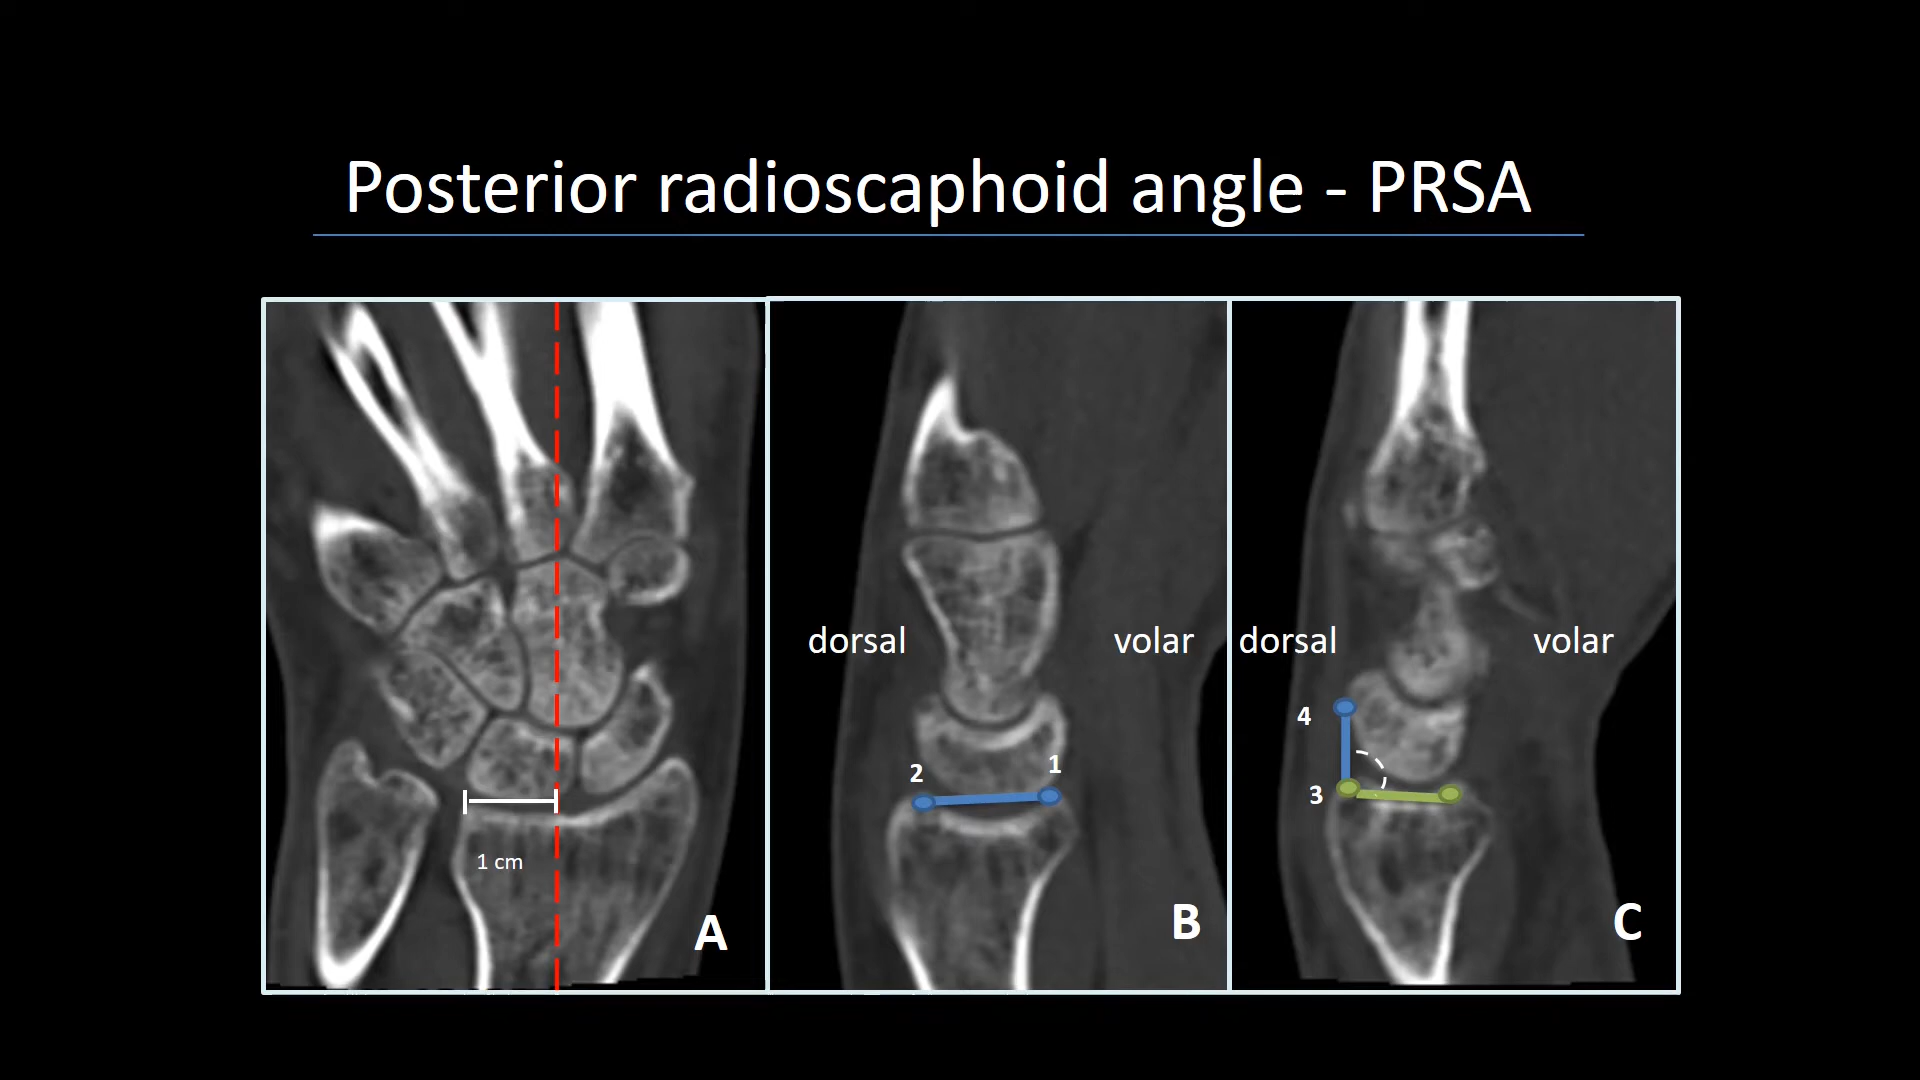 Posterior radioscaphoid angle - PRSA
1 cm
A
dorsal
volar
2
1
B
dorsal
volar
4
3
C